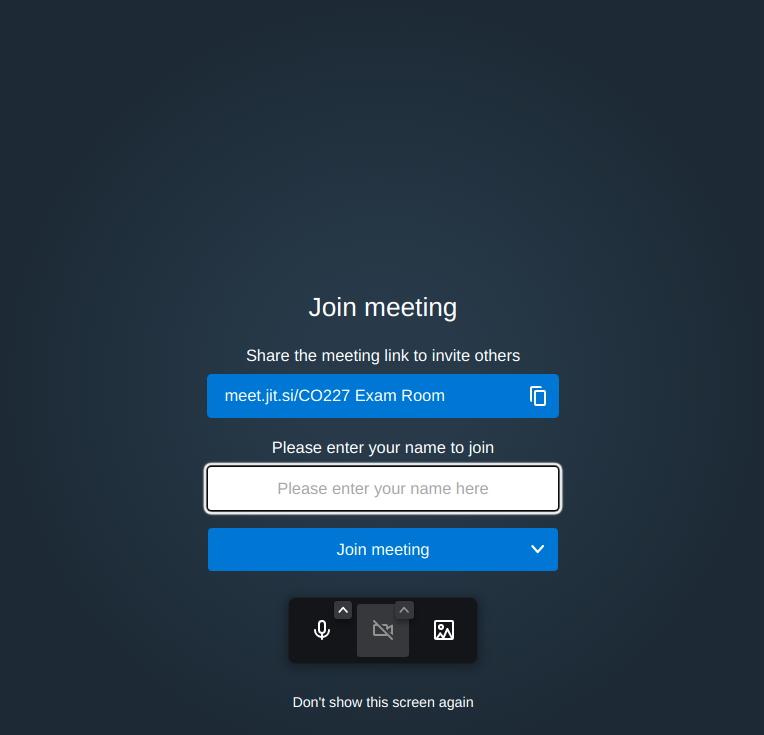 Join meeting
Share the meeting link to invite others
meet.jit.si/CO227 Exam Room
Please enter your name to join
Please enter your name here
Join meeting
Don't show this screen again